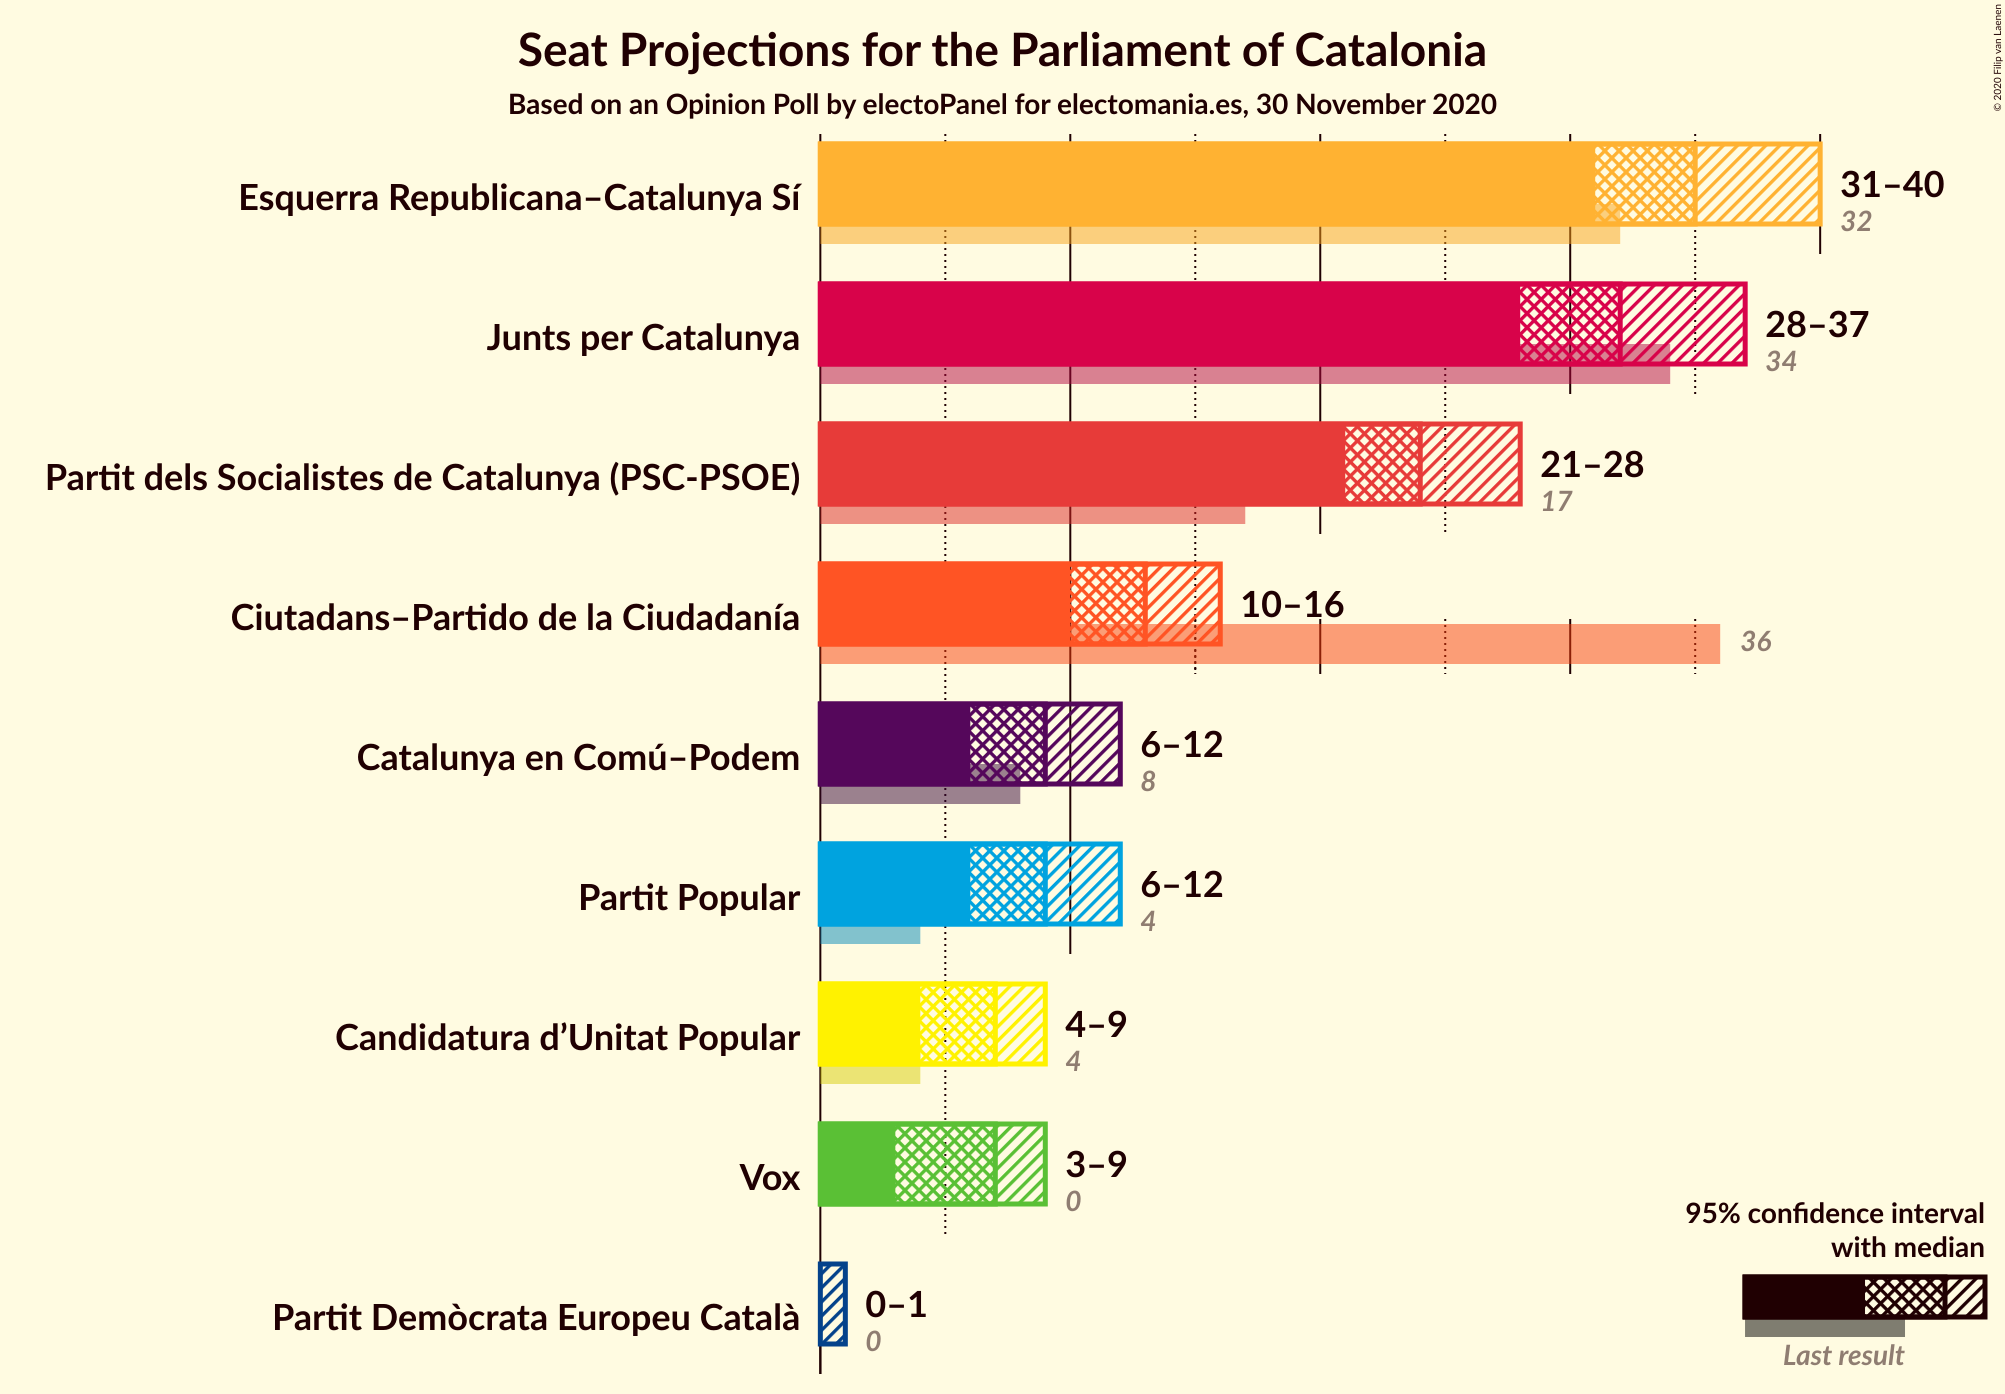 Seat Projections for the Parliament of Catalonia
Based on an Opinion Poll by electoPanel for electomania.es, 30 November 2020
© 2020 Filip van Laenen
Esquerra Republicana–Catalunya Sí
31–40
32
Junts per Catalunya
28–37
34
Partit dels Socialistes de Catalunya (PSC-PSOE)
21–28
17
Ciutadans–Partido de la Ciudadanía
10–16
36
Catalunya en Comú–Podem
6–12
8
Partit Popular
6–12
4
Candidatura d’Unitat Popular
4–9
4
Vox
3–9
0
Partit Demòcrata Europeu Català
0–1
0
95% confidence interval
with median
Last result